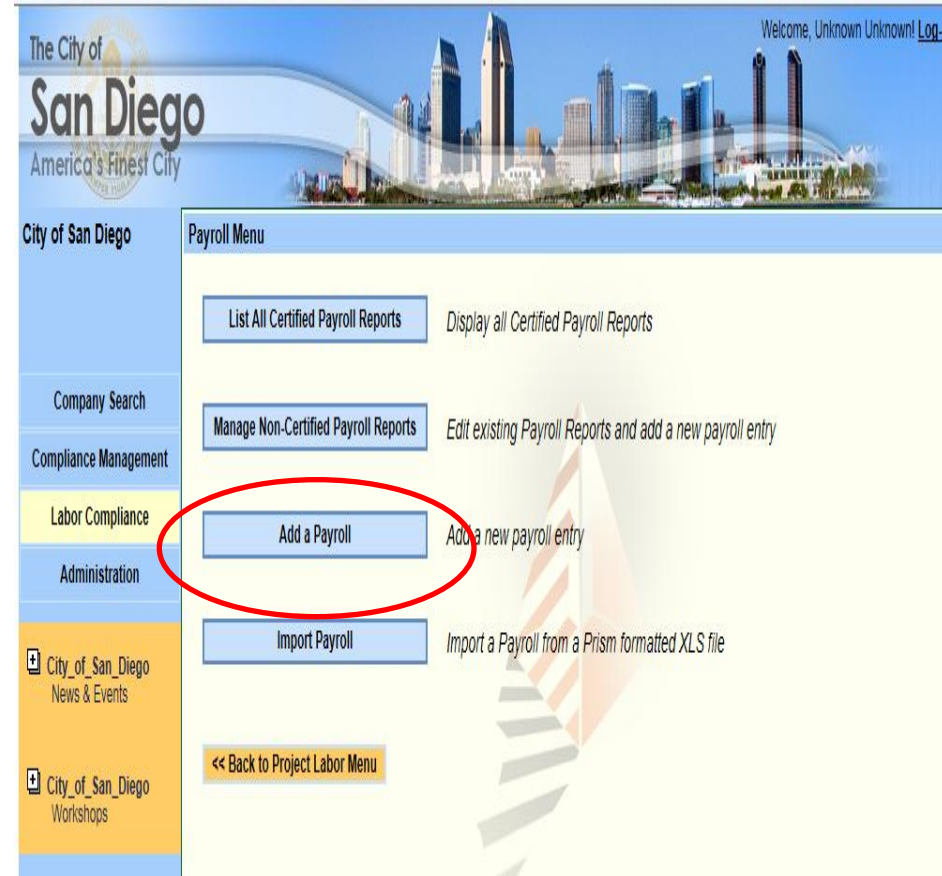 Welcome, Unknown Unknown! Log-
The City of
San Diego
America's Finest City
City of San Diego
Payroll Menu
List All Certified Payroll Reports
Display all Certified Payroll Reports
Company Search
Manage Non-Certified Payroll Reports
Edit existing Payroll Reports and add a new payroll entry
Compliance Management
Labor Compliance
Add a Payroll
Add a new payroll entry
Administration
Import Payroll
Import a Payroll from a Prism formatted XLS file
City_of_San_Diego
News & Events
<< Back to Project Labor Menu
City_of_San_Diego
Workshops